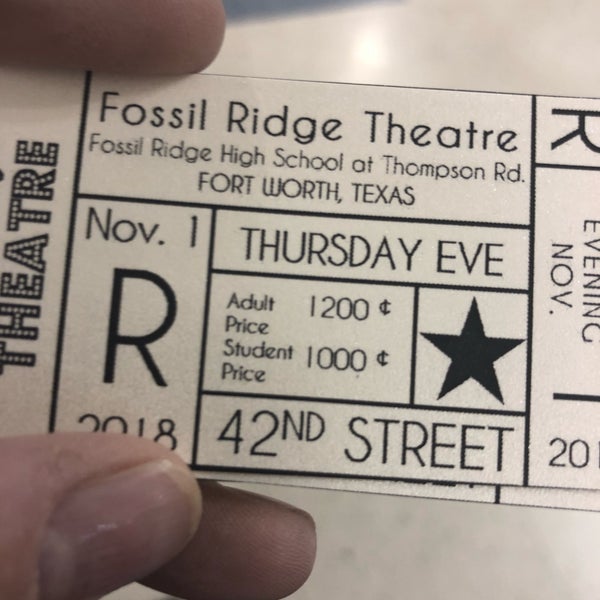 THEATRE
Fossil Ridge Theatre
Fossil Ridge High School at Thompson Rd.
FORT WORTH, TEXAS
Nov. 1
R
2018
THURSDAY EVE
Adult Price 1200 ¢
Student Price 1000 ¢
42ND STREET
R
EVENING
NOV.
201